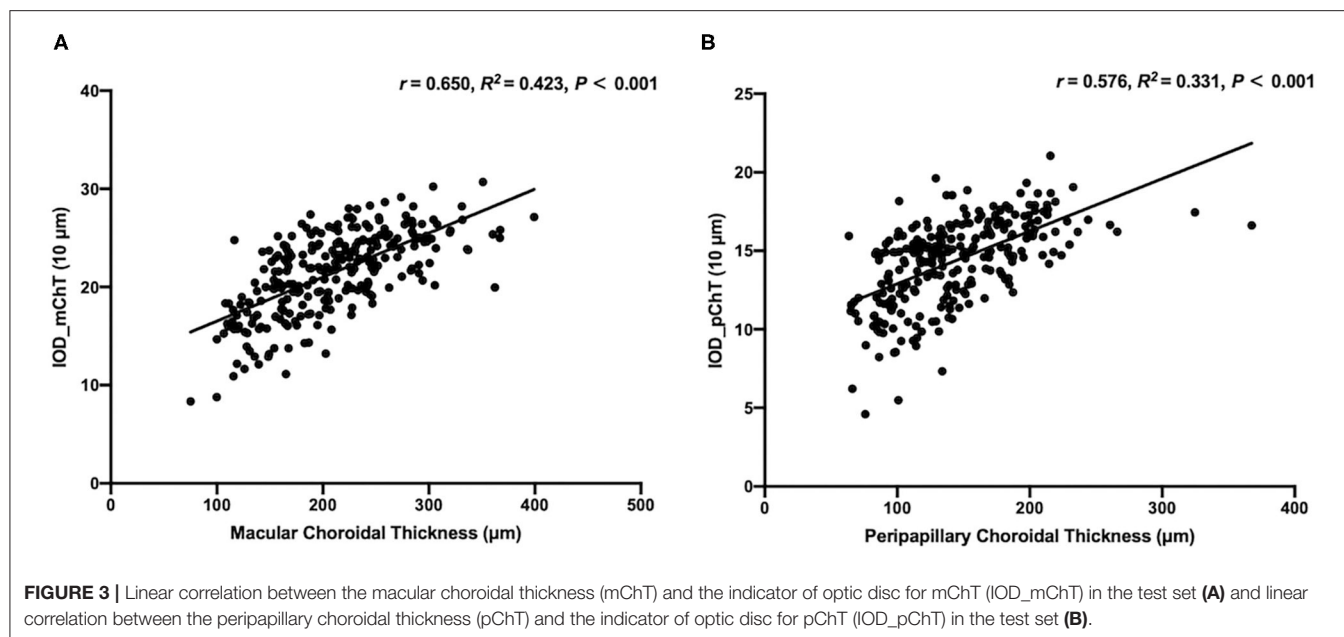 A
r = 0.650, R² = 0.423, P < 0.001
40
30
20
10
0
IOD_mChT (10 µm)
0 100 200 300 400 500
Macular Choroidal Thickness (µm)
B
r = 0.576, R² = 0.331, P < 0.001
25
20
15
10
5
0
IOD_pChT (10 µm)
0 100 200 300 400
Peripapillary Choroidal Thickness (µm)
FIGURE 3 | Linear correlation between the macular choroidal thickness (mChT) and the indicator of optic disc for mChT (IOD_mChT) in the test set (A) and linear
correlation between the peripapillary choroidal thickness (pChT) and the indicator of optic disc for pChT (IOD_pChT) in the test set (B).